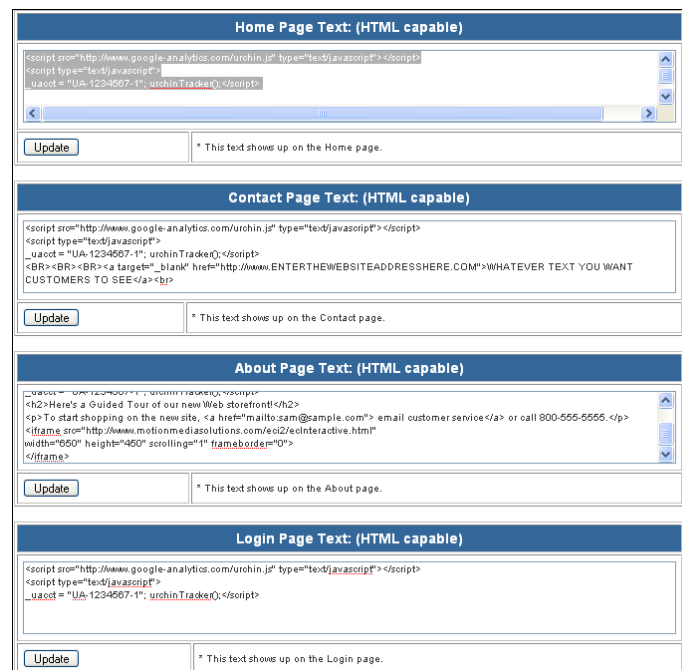 Home Page Text: (HTML capable)
<script src="http://www.google-analytics.com/urchin.js" type="text/javascript"></script>
<script type="text/javascript">
_uacct = "UA-1234567-1"; urchinTracker();</script>
Update
* This text shows up on the Home page.
Contact Page Text: (HTML capable)
<script src="http://www.google-analytics.com/urchin.js" type="text/javascript"></script>
<script type="text/javascript">
_uacct = "UA-1234567-1"; urchinTracker();</script>
<BR><BR><BR><a target="_blank" href="http://www.ENTERTHEWEBSITEADDRESSHERE.COM">WHATEVER TEXT YOU WANT
CUSTOMERS TO SEE</a><br>
Update
* This text shows up on the Contact page.
About Page Text: (HTML capable)
_uacct = "UA-1234567-1"; urchinTracker();</script>
<h2>Here's a Guided Tour of our new Web storefront!</h2>
<p>To start shopping on the new site, <a href="mailto:sam@sample.com"> email customer service</a> or call 800-555-5555.</p>
<iframe src="http://www.motionmediasolutions.com/eci2/ecInteractive.html"
width="650" height="450" scrolling="1" frameborder="0">
</iframe>
Update
* This text shows up on the About page.
Login Page Text: (HTML capable)
<script src="http://www.google-analytics.com/urchin.js" type="text/javascript"></script>
<script type="text/javascript">
_uacct = "UA-1234567-1"; urchinTracker();</script>
Update
* This text shows up on the Login page.